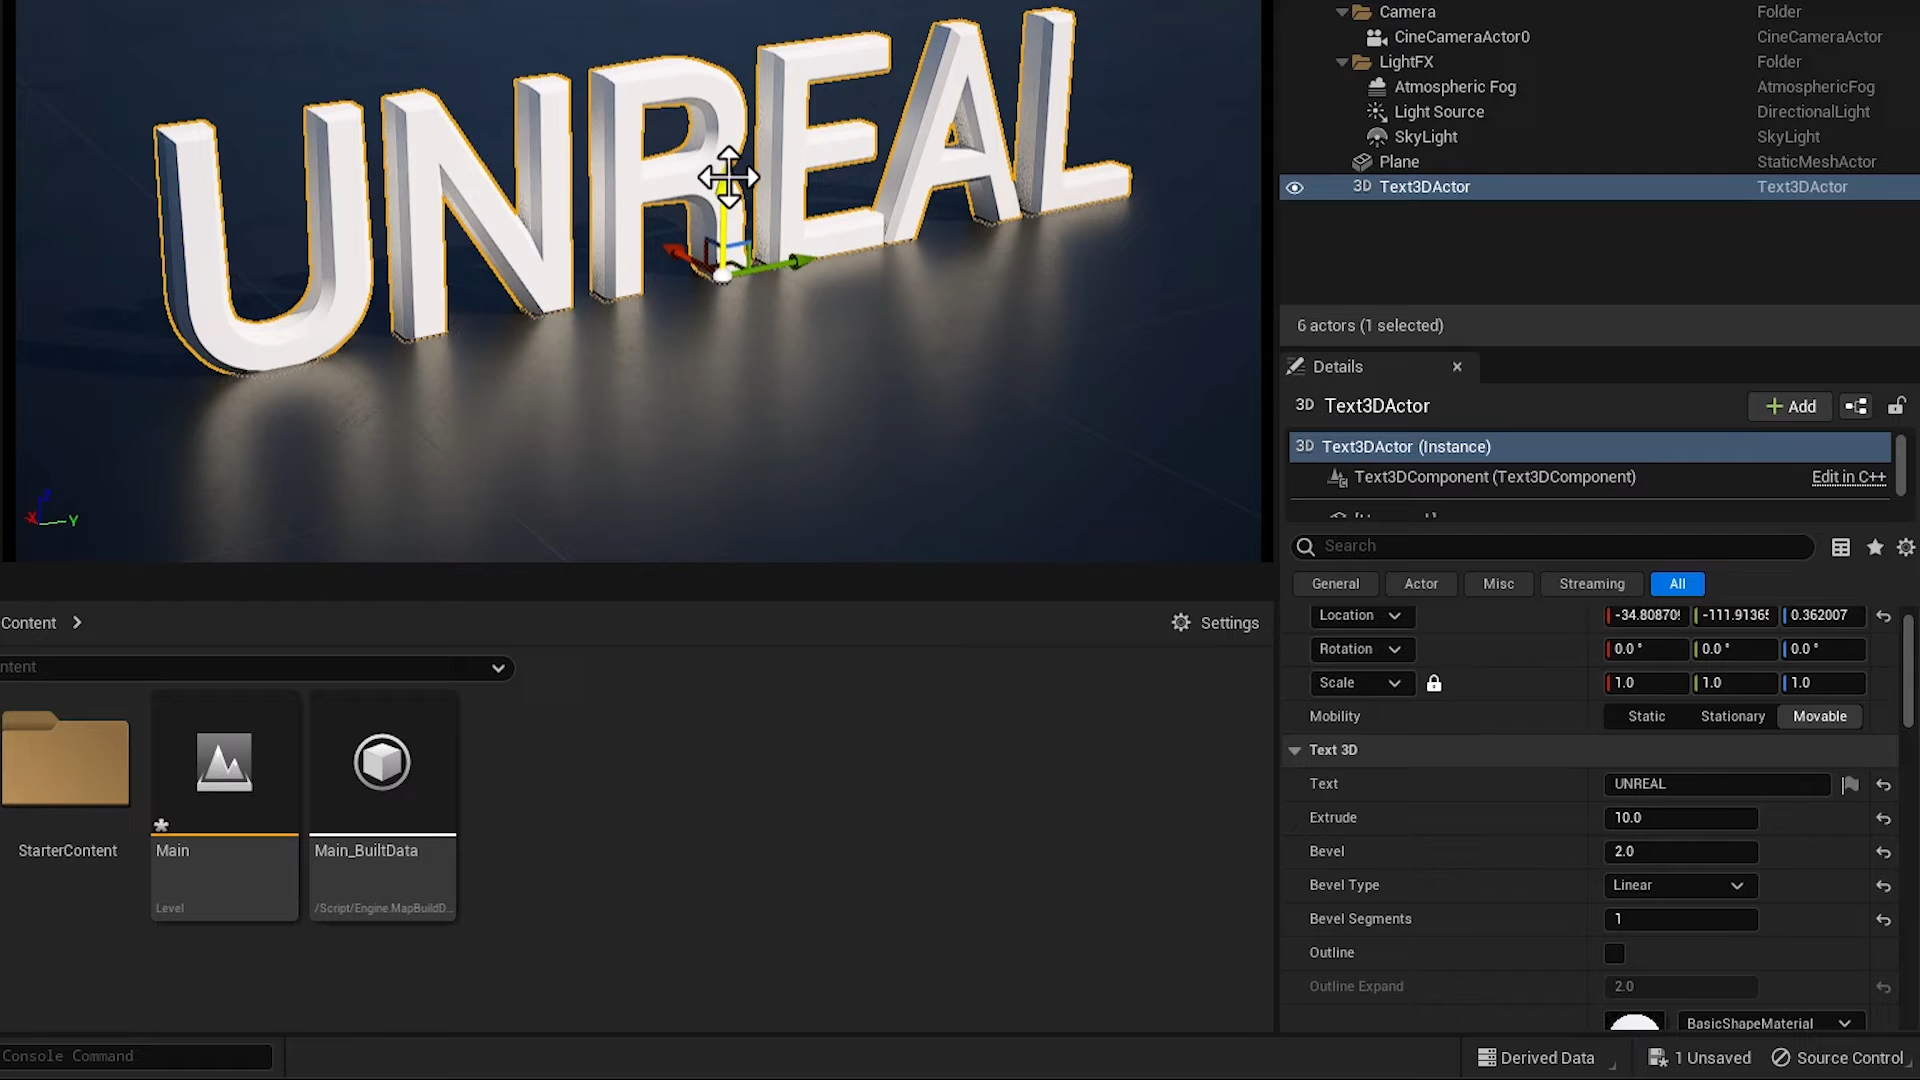 UNREAL
Camera Folder
CineCameraActor0 CineCameraActor
LightFX Folder
Atmospheric Fog AtmosphericFog
Light Source DirectionalLight
SkyLight SkyLight
Plane StaticMeshActor
3D Text3DActor Text3DActor
6 actors (1 selected)
Details
3D Text3DActor
Add
3D Text3DActor (Instance)
Text3DComponent (Text3DComponent) Edit in C++
Search
General Actor Misc Streaming All
Location -34.80870 -111.9136 0.362007
Rotation 0.0 ° 0.0 ° 0.0 °
Scale 1.0 1.0 1.0
Mobility Static Stationary Movable
Text 3D
Text UNREAL
Extrude 10.0
Bevel 2.0
Bevel Type Linear
Bevel Segments 1
Outline
Outline Expand 2.0
BasicShapeMaterial
X Y Z
Content
Settings
ntent
StarterContent
Main
Level
Main_BuiltData
/Script/Engine.MapBuildD...
Console Command
Derived Data
1 Unsaved
Source Control